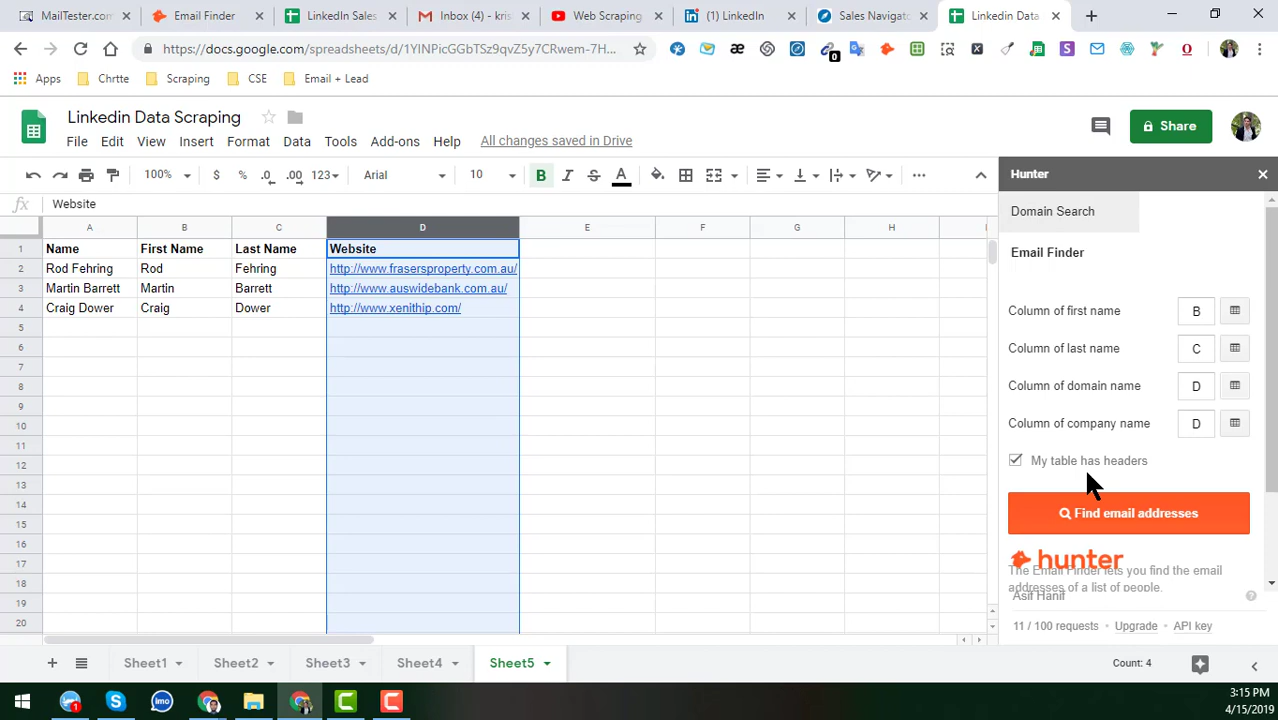 MailTester.com
Email Finder
LinkedIn Sales
Inbox (4) - kris
Web Scraping
(1) LinkedIn
Sales Navigato
Linkedin Data
https://docs.google.com/spreadsheets/d/1YINPicGGbTSz9qvZ5y7CRwem-7H...
0
Apps
Chrtte
Scraping
CSE
Email + Lead
Linkedin Data Scraping
Share
File Edit View Insert Format Data Tools Add-ons Help All changes saved in Drive
100% $ % .0 .00 123 Arial 10 B I S A
fx Website
A B C D E F G H
1 Name First Name Last Name Website
2 Rod Fehring Rod Fehring http://www.frasersproperty.com.au/
3 Martin Barrett Martin Barrett http://www.auswidebank.com.au/
4 Craig Dower Craig Dower http://www.xenithip.com/
5
6
7
8
9
10
11
12
13
14
15
16
17
18
19
20
Hunter
Domain Search
Email Finder
Column of first name B
Column of last name C
Column of domain name D
Column of company name D
My table has headers
Find email addresses
hunter
The Email Finder lets you find the email
addresses of a list of people.
Asif Hanif
11 / 100 requests • Upgrade • API key
Sheet1 Sheet2 Sheet3 Sheet4 Sheet5
Count: 4
imo
3:15 PM
4/15/2019